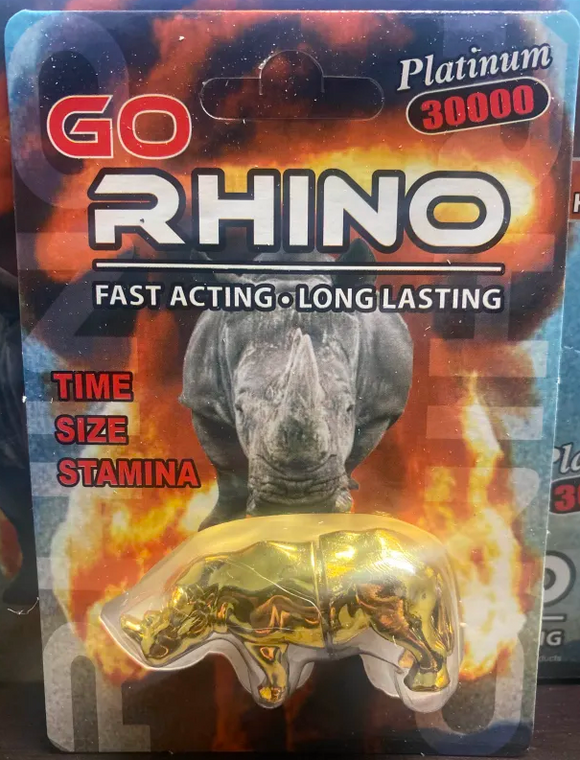 Platinum
30000
GO
RHINO
FAST ACTING • LONG LASTING
TIME
SIZE
STAMINA